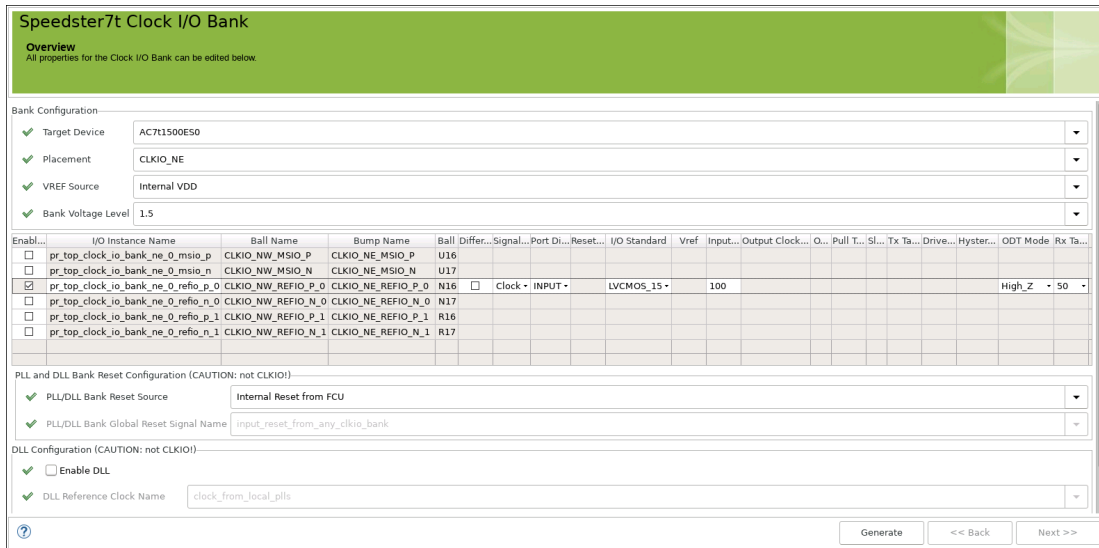 Speedster7t Clock I/O Bank
Overview
All properties for the Clock I/O Bank can be edited below.
Bank Configuration
Target Device AC7t1500ES0
Placement CLKIO_NE
VREF Source Internal VDD
Bank Voltage Level 1.5
Enabl... I/O Instance Name Ball Name Bump Name Ball Differ... Signal... Port Di... Reset... I/O Standard Vref Input... Output Clock... O... Pull T... Sl... Tx Ta... Drive... Hyster... ODT Mode Rx Ta...
pr_top_clock_io_bank_ne_0_msio_p CLKIO_NW_MSIO_P CLKIO_NE_MSIO_P U16
pr_top_clock_io_bank_ne_0_msio_n CLKIO_NW_MSIO_N CLKIO_NE_MSIO_N U17
pr_top_clock_io_bank_ne_0_refio_p_0 CLKIO_NW_REFIO_P_0 CLKIO_NE_REFIO_P_0 N16 Clock INPUT LVCMOS_15 100 High_Z 50
pr_top_clock_io_bank_ne_0_refio_n_0 CLKIO_NW_REFIO_N_0 CLKIO_NE_REFIO_N_0 N17
pr_top_clock_io_bank_ne_0_refio_p_1 CLKIO_NW_REFIO_P_1 CLKIO_NE_REFIO_P_1 R16
pr_top_clock_io_bank_ne_0_refio_n_1 CLKIO_NW_REFIO_N_1 CLKIO_NE_REFIO_N_1 R17
PLL and DLL Bank Reset Configuration (CAUTION: not CLKIO!)
PLL/DLL Bank Reset Source Internal Reset from FCU
PLL/DLL Bank Global Reset Signal Name input_reset_from_any_clkio_bank
DLL Configuration (CAUTION: not CLKIO!)
Enable DLL
DLL Reference Clock Name clock_from_local_plls
? Generate << Back Next >>